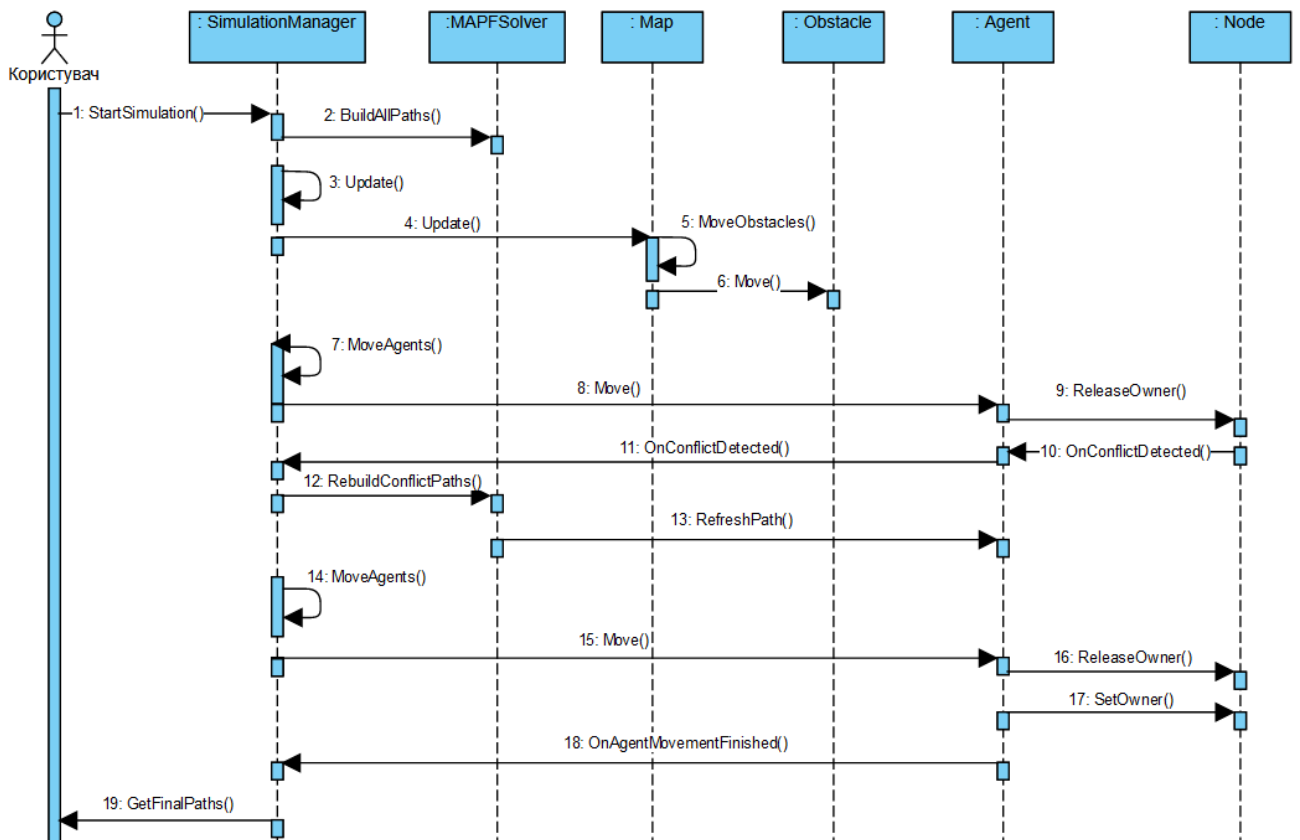 : SimulationManager
:MAPFSolver
: Map
: Obstacle
: Agent
: Node
Користувач
1: StartSimulation()
2: BuildAllPaths()
3: Update()
4: Update()
5: MoveObstacles()
6: Move()
7: MoveAgents()
8: Move()
9: ReleaseOwner()
10: OnConflictDetected()
11: OnConflictDetected()
12: RebuildConflictPaths()
13: RefreshPath()
14: MoveAgents()
15: Move()
16: ReleaseOwner()
17: SetOwner()
18: OnAgentMovementFinished()
19: GetFinalPaths()